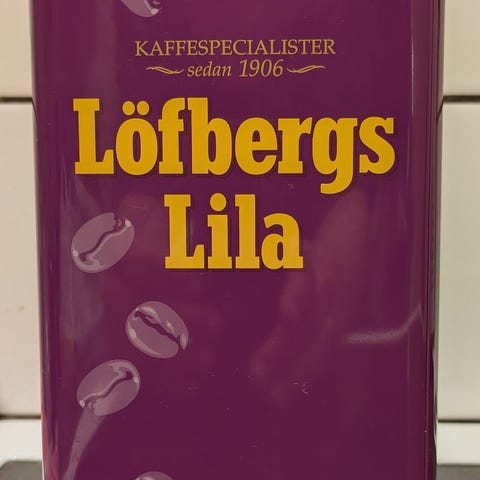 KAFFESPECIALISTER
sedan 1906
Löfbergs
Lila